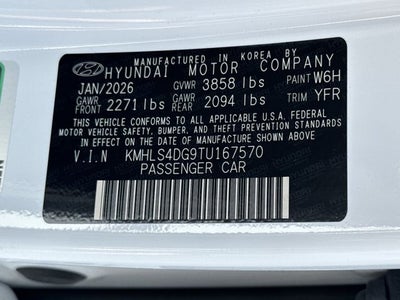 MANUFACTURED IN KOREA BY
HYUNDAI MOTOR COMPANY
JAN/2026 GVWR 3858 lbs PAINT W6H
GAWR FRONT 2271 lbs GAWR REAR 2094 lbs TRIM YFR
THIS VEHICLE CONFORMS TO ALL APPLICABLE U.S.A. FEDERAL
MOTOR VEHICLE SAFETY, BUMPER, AND THEFT PREVENTION STANDARDS
IN EFFECT ON THE DATE OF MANUFACTURE SHOWN ABOVE.
V.I.N KMHLS4DG9TU167570
PASSENGER CAR